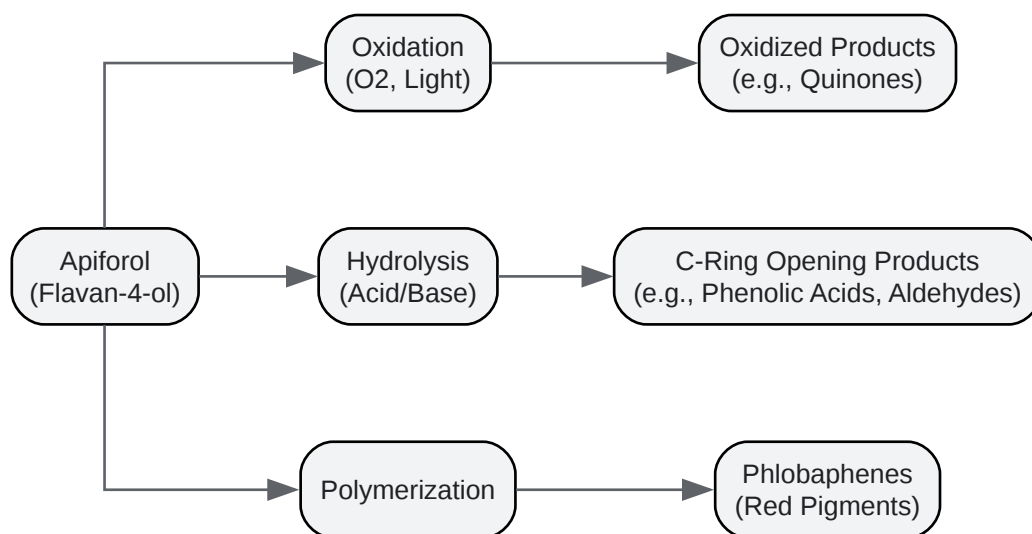 Oxidation
(O2, Light)
Oxidized Products
(e.g., Quinones)
Apiforol
(Flavan-4-ol)
Hydrolysis
(Acid/Base)
C-Ring Opening Products
(e.g., Phenolic Acids, Aldehydes)
Polymerization
Phlobaphenes
(Red Pigments)